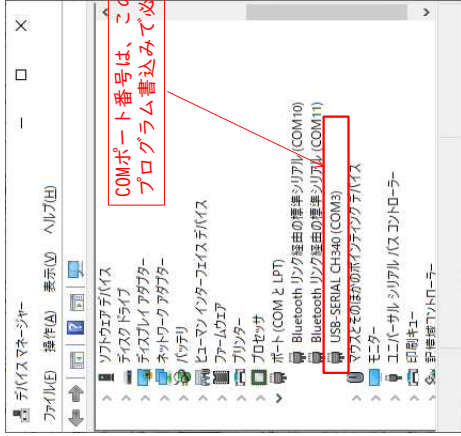 デバイス マネージャー
ファイル(F) 操作(A) 表示(V) ヘルプ(H)
ソフトウェア デバイス
ディスク ドライブ
ディスプレイ アダプター
ネットワーク アダプター
バッテリ
ヒューマン インターフェイス デバイス
ファームウェア
プリンター
プロセッサ
ポート (COM と LPT)
Bluetooth リンク経由の標準シリアル (COM10)
Bluetooth リンク経由の標準シリアル (COM11)
USB-SERIAL CH340 (COM3)
マウスとそのほかのポインティング デバイス
モニター
ユニバーサル シリアル バス コントローラー
印刷キュー
記憶域コントローラー
COMポート番号は、この
プログラム書込みで必